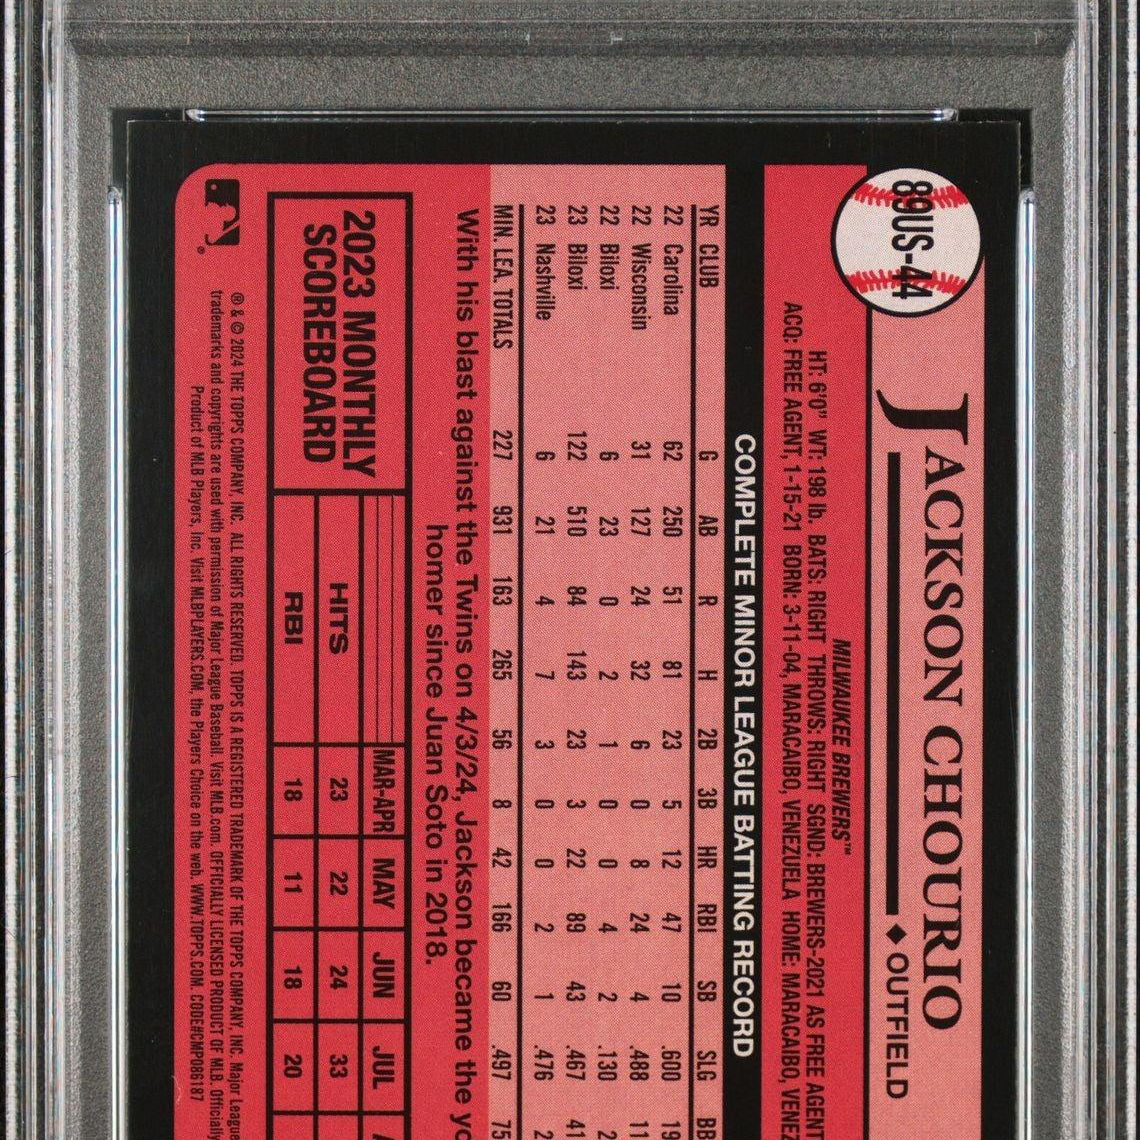 89US-44
JACKSON CHOURIO
OUTFIELD
MILWAUKEE BREWERS™
HT: 6'0" WT: 198 lb. BATS: RIGHT THROWS: RIGHT SGND: BREWERS-2021 AS FREE AGENT
ACQ: FREE AGENT, 1-15-21 BORN: 3-11-04, MARACAIBO, VENEZUELA HOME: MARACAIBO,
COMPLETE MINOR LEAGUE BATTING RECORD
YR CLUB G AB R H 2B 3B HR RBI SB SLG BB
22 Carolina 62 250 51 81 23 5 12 47 10 .600 19
22 Wisconsin 31 127 24 32 6 0 8 24 4 .488 11
22 Biloxi 6 23 0 2 1 0 0 4 2 .130 2
23 Biloxi 122 510 84 143 23 3 22 89 43 .467 41
23 Nashville 6 21 4 7 3 0 0 2 1 .476 2
MIN. LEA. TOTALS 227 931 163 265 56 8 42 166 60 .497 75
With his blast against the Twins on 4/3/24, Jackson became the
homer since Juan Soto in 2018.
2023 MONTHLY
SCOREBOARD
MAR-APR MAY JUN JUL
HITS 23 22 24 33
RBI 18 11 18 20
® & © 2024 THE TOPPS COMPANY, INC. ALL RIGHTS RESERVED. TOPPS IS A REGISTERED TRADEMARK OF THE TOPPS COMPANY, INC. Major League
trademarks and copyrights are used with permission of Major League Baseball. Visit MLB.com. OFFICIALLY LICENSED PRODUCT OF MLB. Officially
Product of MLB Players, Inc. Visit MLBPLAYERS.COM, the Players Choice on the web. WWW.TOPPS.COM. CODE#CMP086187